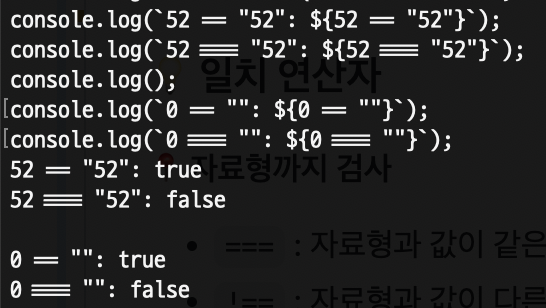 console.log(`52 == "52": ${52 == "52"}`);
console.log(`52 === "52": ${52 === "52"}`);
console.log();
console.log(`0 == "": ${0 == ""}`);
console.log(`0 === "": ${0 === ""}`);
52 == "52": true
52 === "52": false
0 == "": true
0 === "": false
일치 연산자
자료형까지 검사
=== : 자료형과 값이 같은
!== : 자료형과 값이 다른